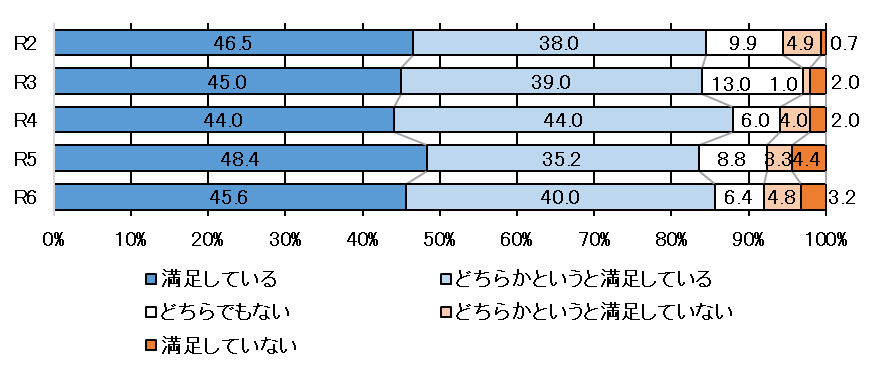 R2 46.5 38.0 9.9 4.9 0.7
R3 45.0 39.0 13.0 1.0 2.0
R4 44.0 44.0 6.0 4.0 2.0
R5 48.4 35.2 8.8 3.3 4.4
R6 45.6 40.0 6.4 4.8 3.2
0% 10% 20% 30% 40% 50% 60% 70% 80% 90% 100%
満足している どちらかというと満足している
どちらでもない どちらかというと満足していない
満足していない